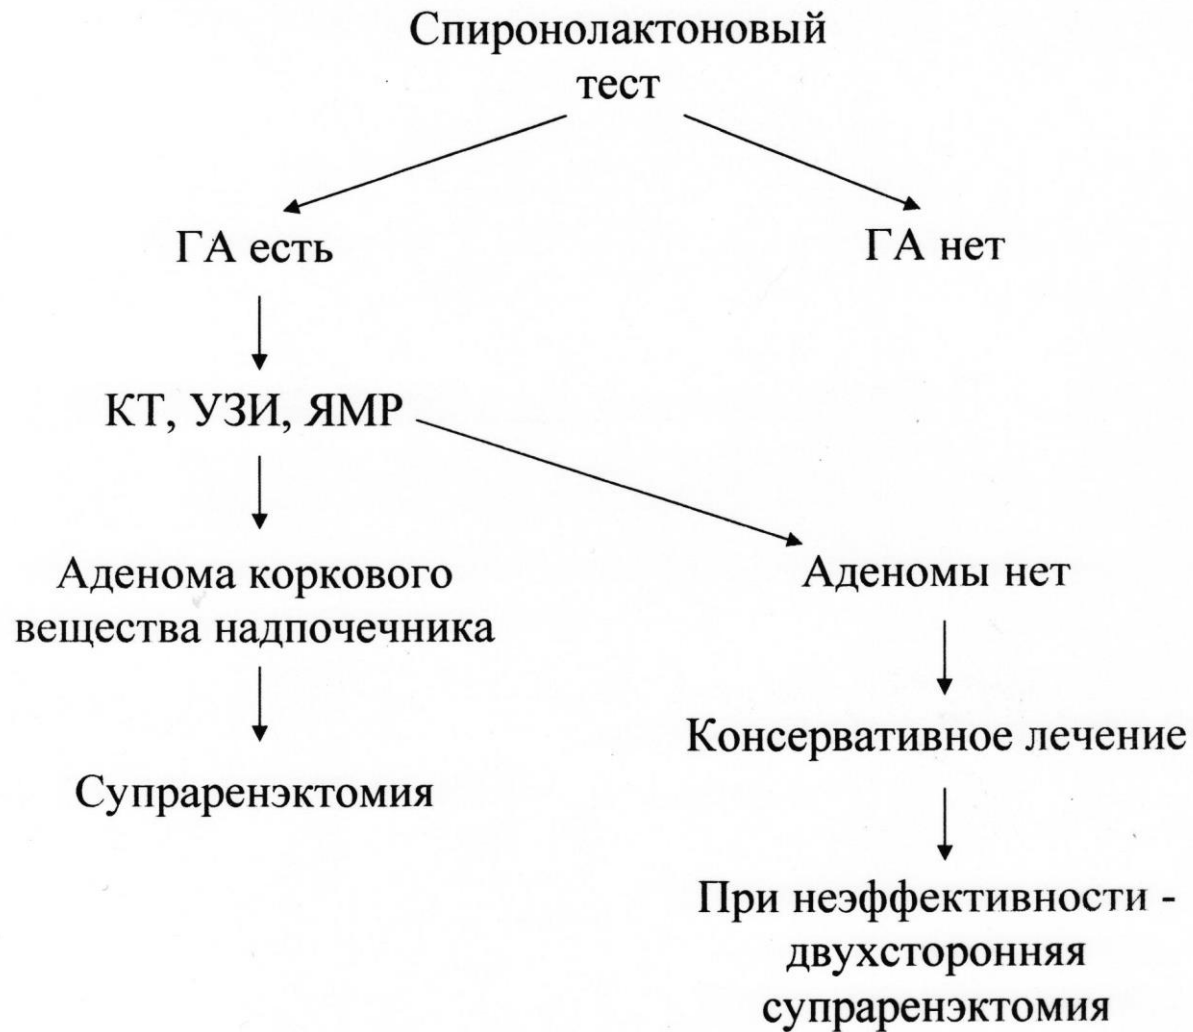 Спиронолактоновый
тест
ГА есть
ГА нет
КТ, УЗИ, ЯМР
Аденома коркового
вещества надпочечника
Аденомы нет
Супраренэктомия
Консервативное лечение
При неэффективности -
двухсторонняя
супраренэктомия